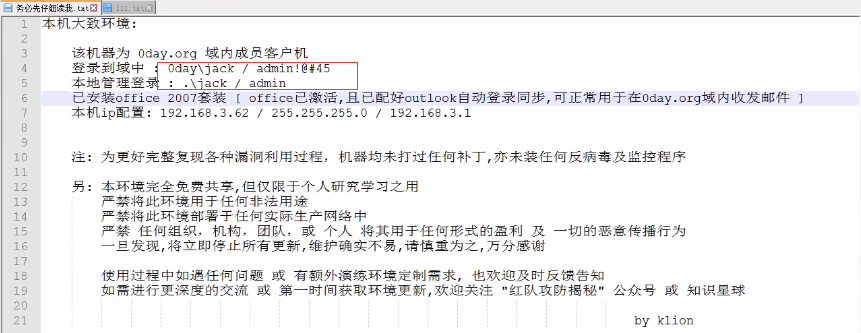 务必先仔细读我.txt 111.txt
1 本机大致环境:
2
3 该机器为 0day.org 域内成员客户机
4 登录到域中 : 0day\jack / admin!@#45
5 本地管理登录 : .\jack / admin
6 已安装office 2007套装 [ office已激活,且已配好outlook自动登录同步,可正常用于在0day.org域内收发邮件 ]
7 本机ip配置: 192.168.3.62 / 255.255.255.0 / 192.168.3.1
8
9
10 注: 为更好完整复现各种漏洞利用过程, 机器均未打过任何补丁,亦未装任何反病毒及监控程序
11
12 另: 本环境完全免费共享,但仅限于个人研究学习之用
13 严禁将此环境用于任何非法用途
14 严禁将此环境部署于任何实际生产网络中
15 严禁 任何组织, 机构, 团队, 或 个人 将其用于任何形式的盈利 及 一切的恶意传播行为
16 一旦发现,将立即停止所有更新,维护确实不易,请慎重为之,万分感谢
17
18 使用过程中如遇任何问题 或 有额外演练环境定制需求, 也欢迎及时反馈告知
19 如需进行更深度的交流 或 第一时间获取环境更新,欢迎关注 "红队攻防揭秘" 公众号 或 知识星球
20
21 by klion